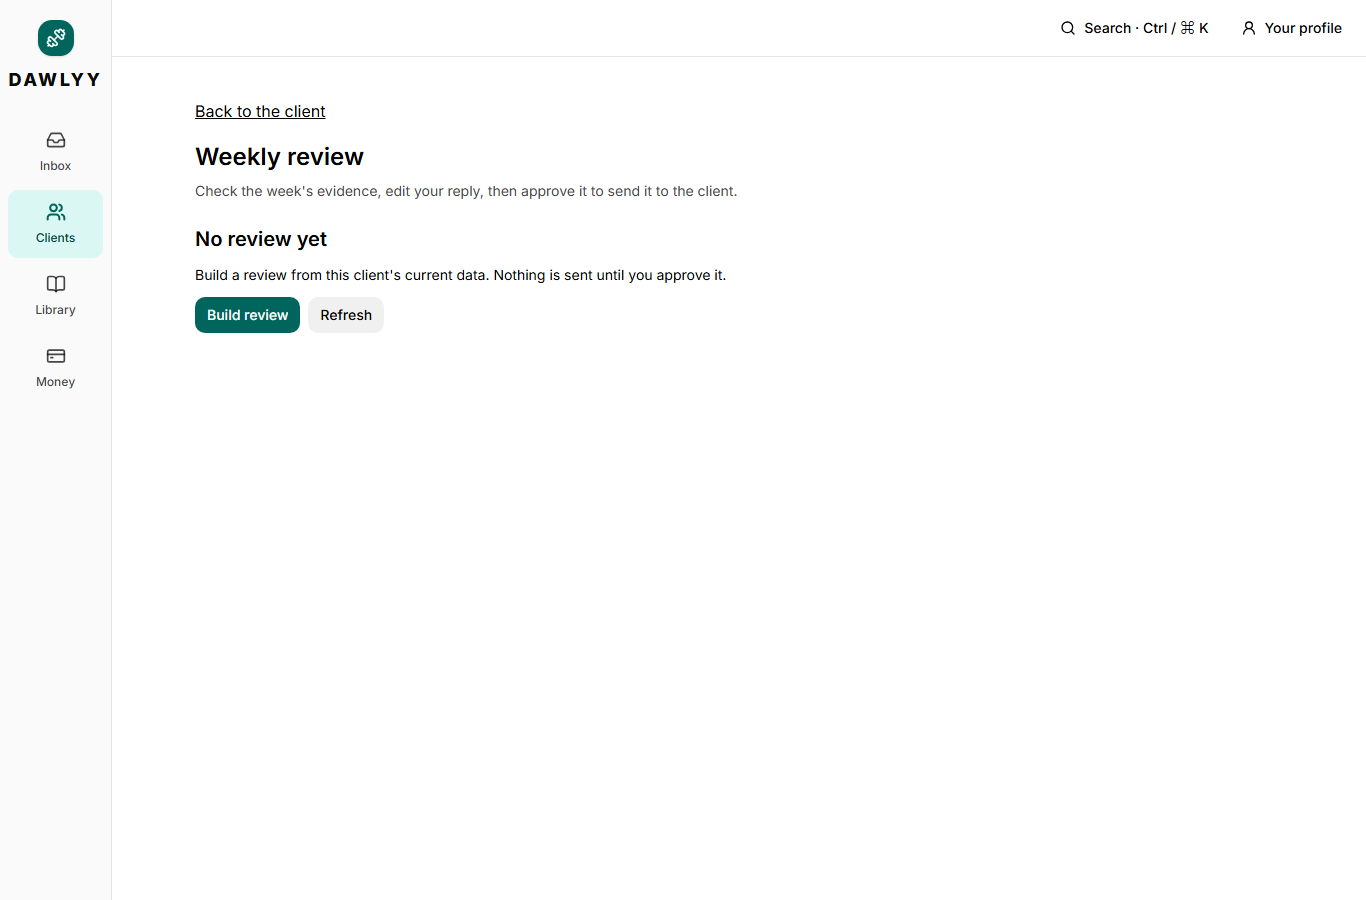 DAWLYY
Inbox
Clients
Library
Money
Search · Ctrl / ⌘ K
Your profile
Back to the client
Weekly review
Check the week's evidence, edit your reply, then approve it to send it to the client.
No review yet
Build a review from this client's current data. Nothing is sent until you approve it.
Build review
Refresh